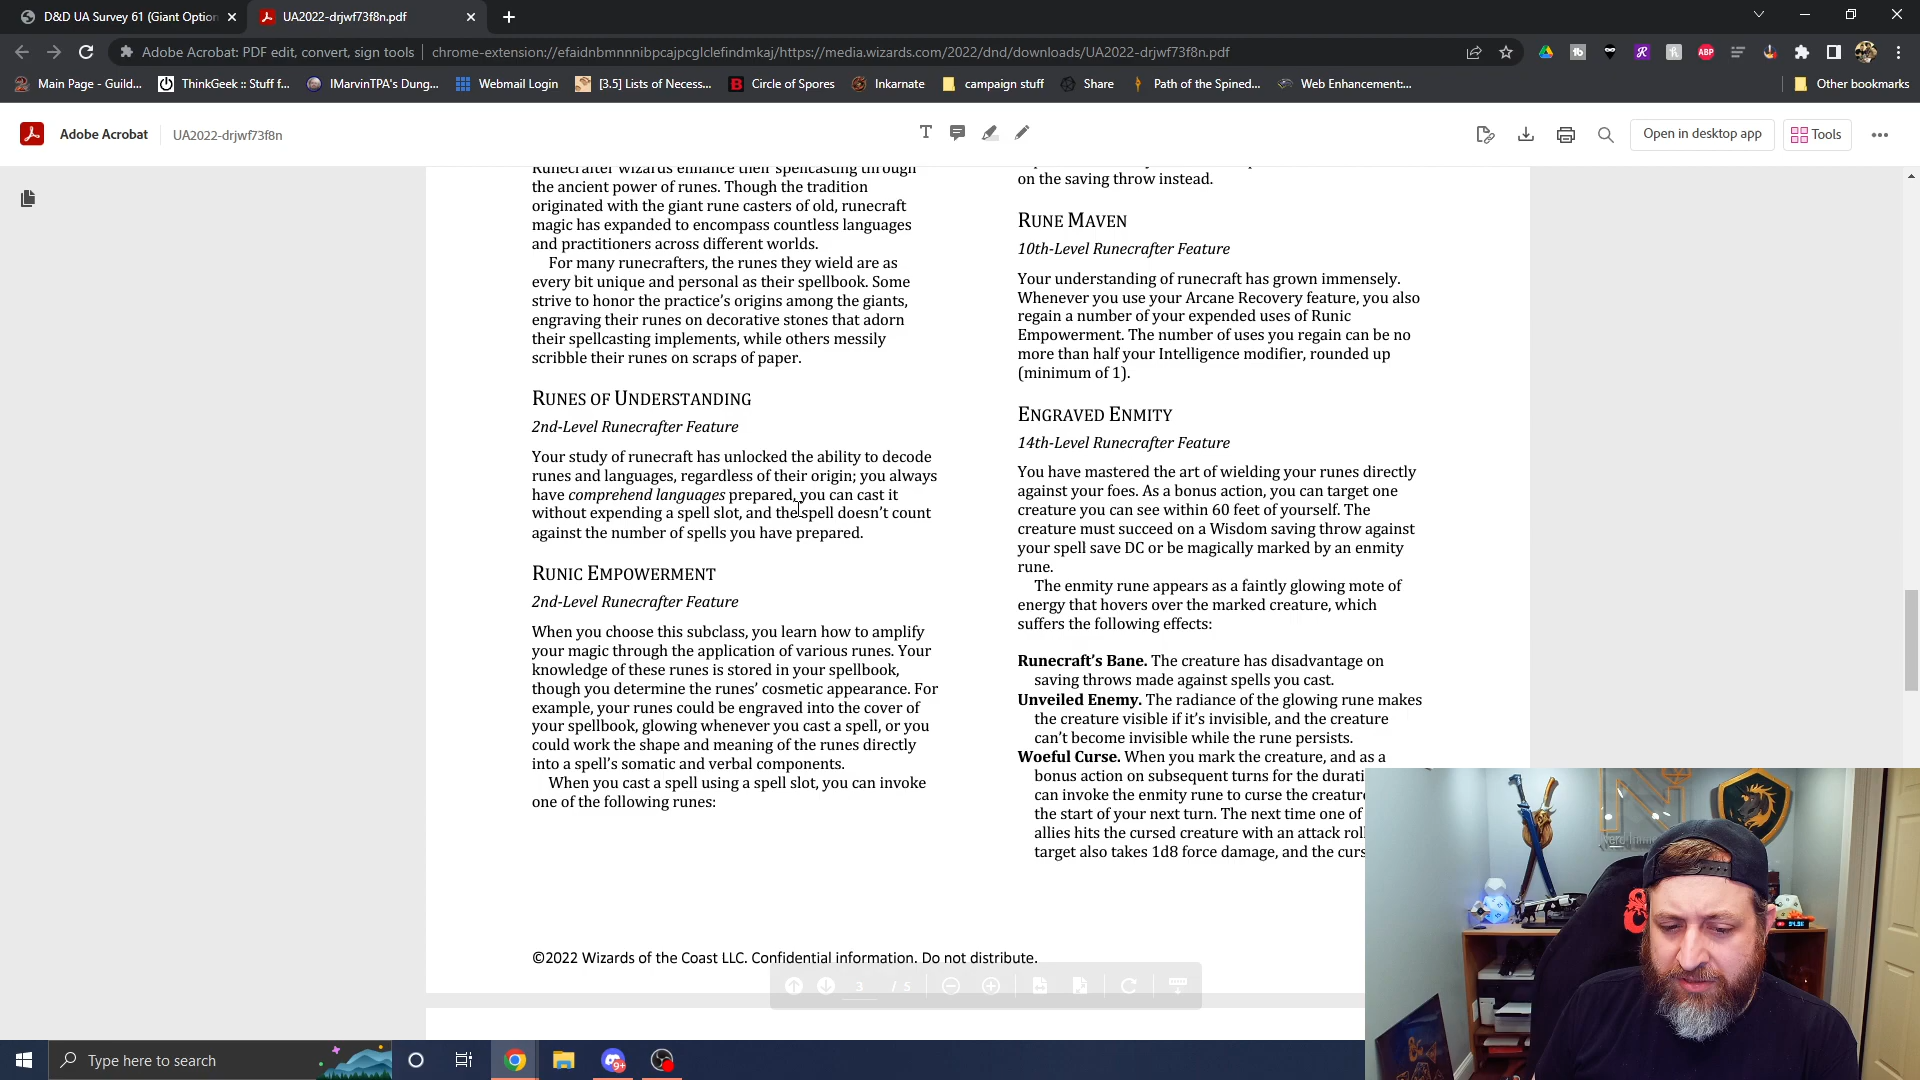 D&D UA Survey 61 (Giant Option
UA2022-drjwf73f8n.pdf
Adobe Acrobat: PDF edit, convert, sign tools
chrome-extension://efaidnbmnnnibpcajpcglclefindmkaj/https://media.wizards.com/2022/dnd/downloads/UA2022-drjwf73f8n.pdf
Main Page - Guild...
ThinkGeek :: Stuff f...
IMarvinTPA's Dung...
Webmail Login
[3.5] Lists of Necess...
Circle of Spores
Inkarnate
campaign stuff
Share
Path of the Spined...
Web Enhancement:...
Other bookmarks
Adobe Acrobat
UA2022-drjwf73f8n
Open in desktop app
Tools
Runecrafter wizards enhance their spellcasting through
the ancient power of runes. Though the tradition
originated with the giant rune casters of old, runecraft
magic has expanded to encompass countless languages
and practitioners across different worlds.
For many runecrafters, the runes they wield are as
every bit unique and personal as their spellbook. Some
strive to honor the practice's origins among the giants,
engraving their runes on decorative stones that adorn
their spellcasting implements, while others messily
scribble their runes on scraps of paper.
RUNES OF UNDERSTANDING
2nd-Level Runecrafter Feature
Your study of runecraft has unlocked the ability to decode
runes and languages, regardless of their origin; you always
have comprehend languages prepared, you can cast it
without expending a spell slot, and the spell doesn't count
against the number of spells you have prepared.
RUNIC EMPOWERMENT
2nd-Level Runecrafter Feature
When you choose this subclass, you learn how to amplify
your magic through the application of various runes. Your
knowledge of these runes is stored in your spellbook,
though you determine the runes' cosmetic appearance. For
example, your runes could be engraved into the cover of
your spellbook, glowing whenever you cast a spell, or you
could work the shape and meaning of the runes directly
into a spell's somatic and verbal components.
When you cast a spell using a spell slot, you can invoke
one of the following runes:
on the saving throw instead.
RUNE MAVEN
10th-Level Runecrafter Feature
Your understanding of runecraft has grown immensely.
Whenever you use your Arcane Recovery feature, you also
regain a number of your expended uses of Runic
Empowerment. The number of uses you regain can be no
more than half your Intelligence modifier, rounded up
(minimum of 1).
ENGRAVED ENMITY
14th-Level Runecrafter Feature
You have mastered the art of wielding your runes directly
against your foes. As a bonus action, you can target one
creature you can see within 60 feet of yourself. The
creature must succeed on a Wisdom saving throw against
your spell save DC or be magically marked by an enmity
rune.
The enmity rune appears as a faintly glowing mote of
energy that hovers over the marked creature, which
suffers the following effects:
Runecraft's Bane. The creature has disadvantage on
saving throws made against spells you cast.
Unveiled Enemy. The radiance of the glowing rune makes
the creature visible if it's invisible, and the creature
can't become invisible while the rune persists.
Woeful Curse. When you mark the creature, and as a
bonus action on subsequent turns for the durati
can invoke the enmity rune to curse the creature
the start of your next turn. The next time one of
allies hits the cursed creature with an attack rol
target also takes 1d8 force damage, and the curs
©2022 Wizards of the Coast LLC. Confidential information. Do not distribute.
3 / 5
Type here to search